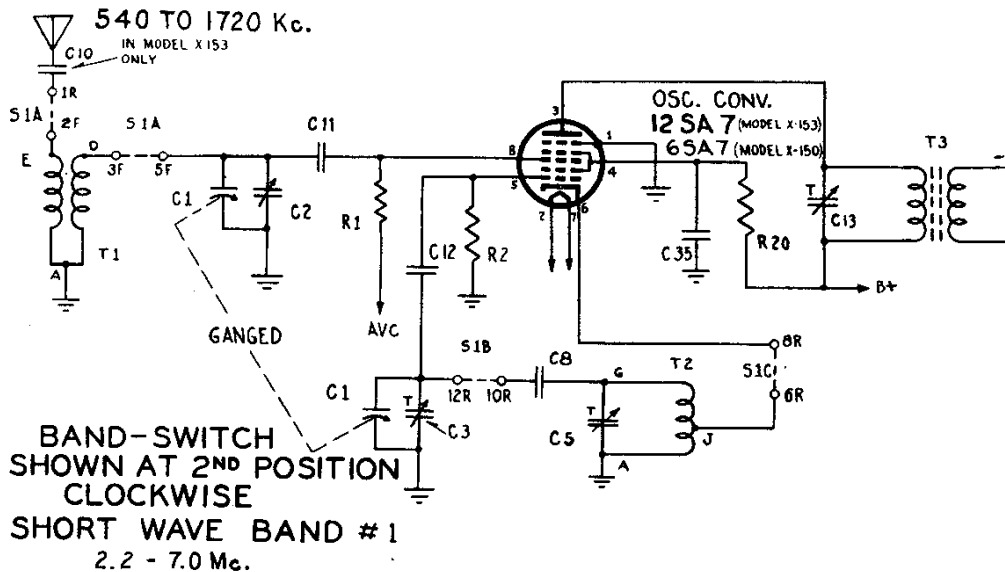 540 TO 1720 Kc.
IN MODEL X153
ONLY
C10
1R
S1A
2F
S1A
E
D
3F
5F
C1
C2
T1
A
C11
R1
AVC
C12
R2
8
5
3
1
4
2
7
6
OSC. CONV.
12SA7 (MODEL X-153)
6SA7 (MODEL X-150)
C35
R20
T
C13
T3
B+
GANGED
C1
T
C3
S1B
12R
10R
C8
G
T
C5
A
T2
J
8R
S1C
6R
BAND-SWITCH
SHOWN AT 2ND POSITION
CLOCKWISE
SHORT WAVE BAND #1
2.2 - 7.0 Mc.